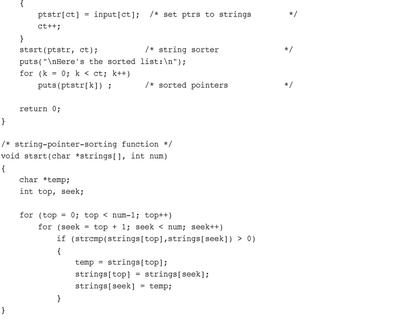 {
ptstr[ct] = input[ct]; /* set ptrs to strings */
ct++;
}
stsrt(ptstr, ct); /* string sorter */
puts("\nHere's the sorted list:\n");
for (k = 0; k < ct; k++)
puts(ptstr[k]) ; /* sorted pointers */
return 0;
}
/* string-pointer-sorting function */
void stsrt(char *strings[], int num)
{
char *temp;
int top, seek;
for (top = 0; top < num-1; top++)
for (seek = top + 1; seek < num; seek++)
if (strcmp(strings[top],strings[seek]) > 0)
{
temp = strings[top];
strings[top] = strings[seek];
strings[seek] = temp;
}
}